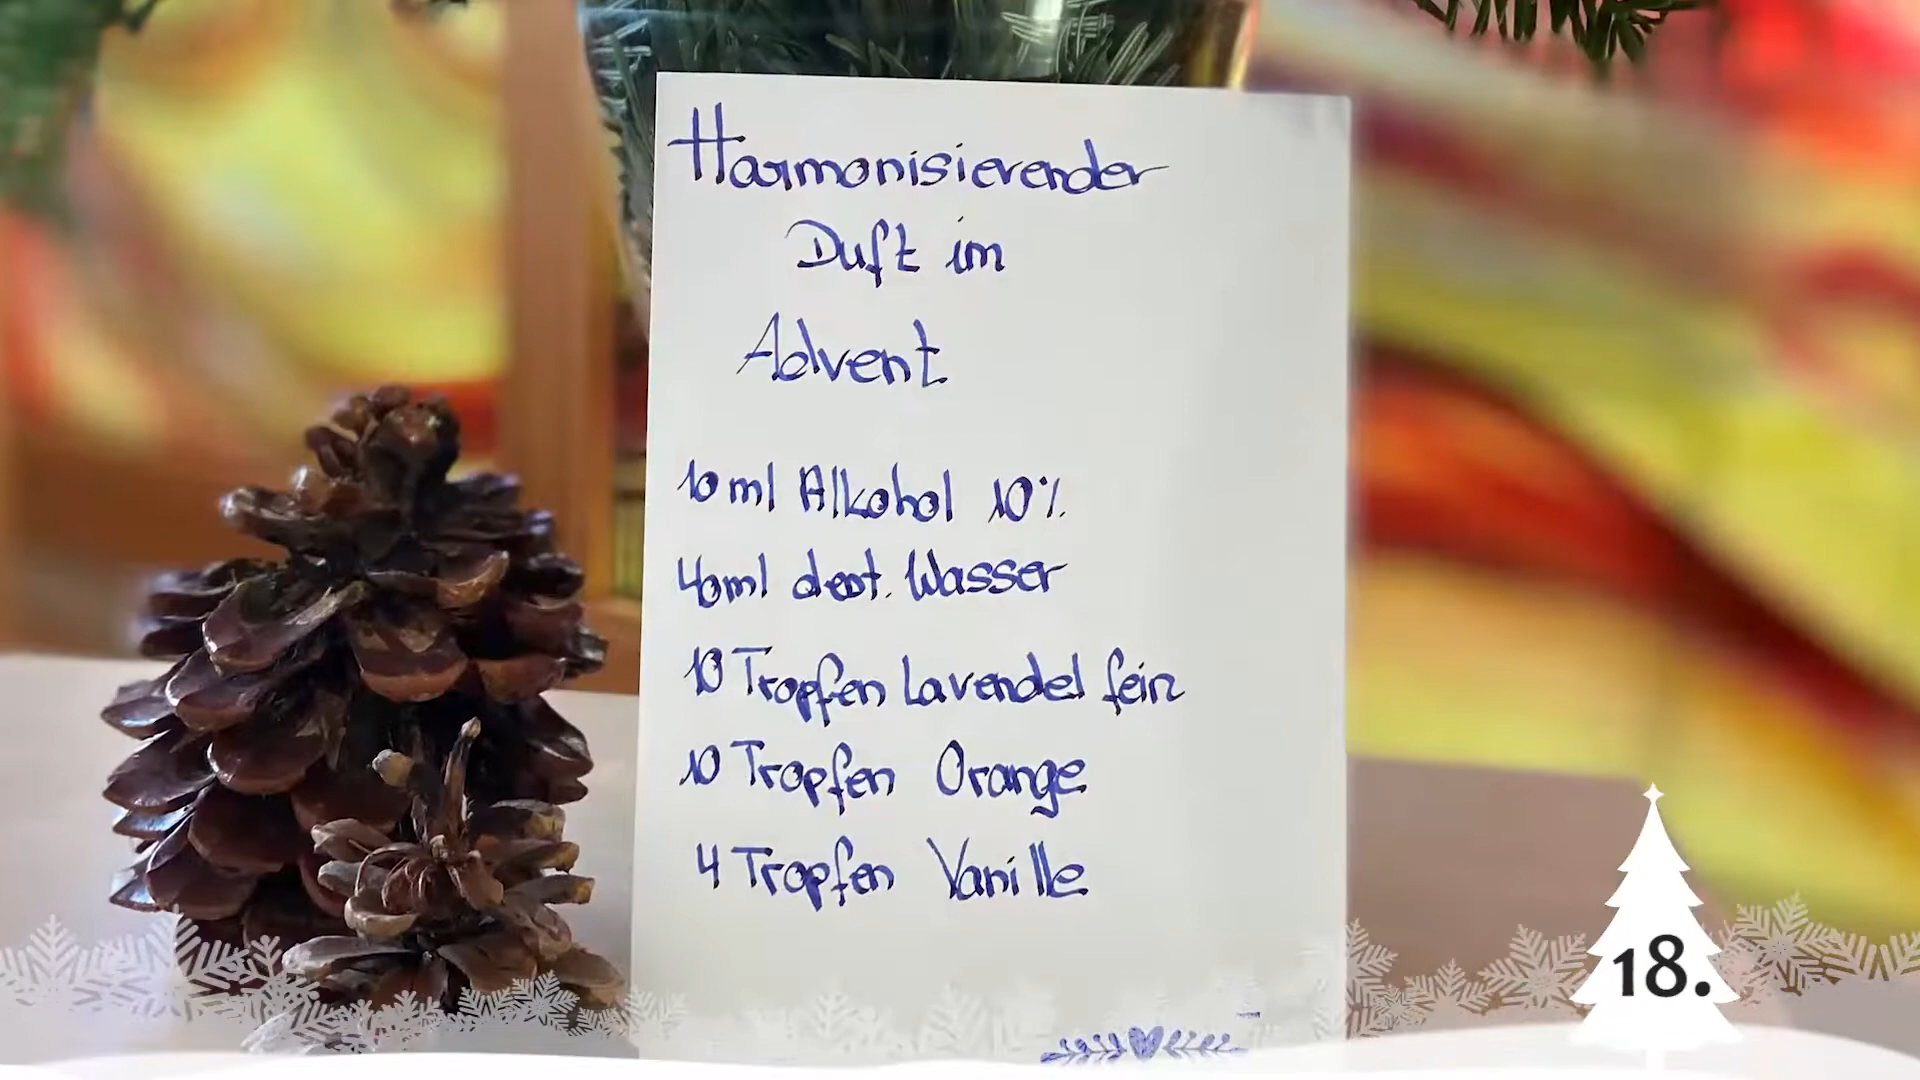 Harmonisierender
Duft im
Advent
10 ml Alkohol 10%
40ml dest. Wasser
10 Tropfen Lavendel fein
10 Tropfen Orange
4 Tropfen Vanille
18.